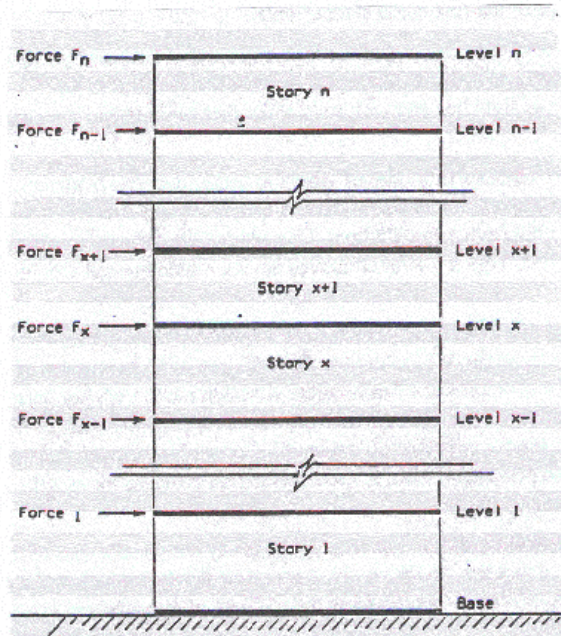 Force Fn Level n
Story n
Force Fn-1 Level n-1
Force Fx+1 Level x+1
Story x+1
Force Fx Level x
Story x
Force Fx-1 Level x-1
Force 1 Level 1
Story 1
Base